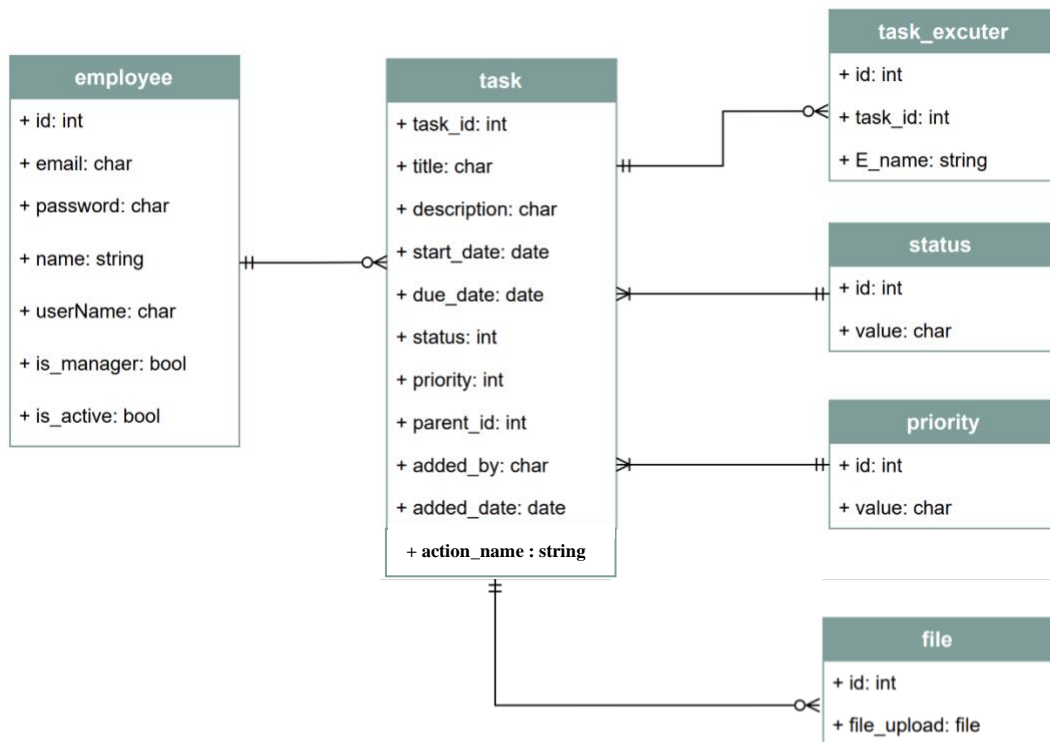 employee
+ id: int
+ email: char
+ password: char
+ name: string
+ userName: char
+ is_manager: bool
+ is_active: bool
task
+ task_id: int
+ title: char
+ description: char
+ start_date: date
+ due_date: date
+ status: int
+ priority: int
+ parent_id: int
+ added_by: char
+ added_date: date
+ action_name : string
task_excuter
+ id: int
+ task_id: int
+ E_name: string
status
+ id: int
+ value: char
priority
+ id: int
+ value: char
file
+ id: int
+ file_upload: file